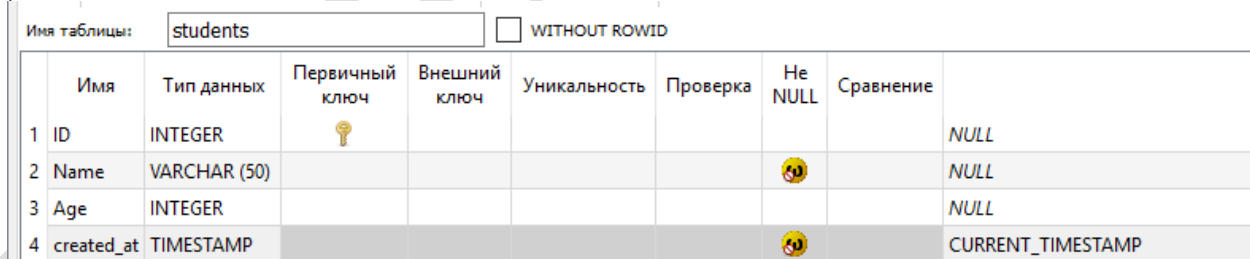 Имя таблицы: students WITHOUT ROWID
Имя Тип данных Первичный ключ Внешний ключ Уникальность Проверка Не NULL Сравнение
1 ID INTEGER NULL
2 Name VARCHAR (50) NULL
3 Age INTEGER NULL
4 created_at TIMESTAMP CURRENT_TIMESTAMP